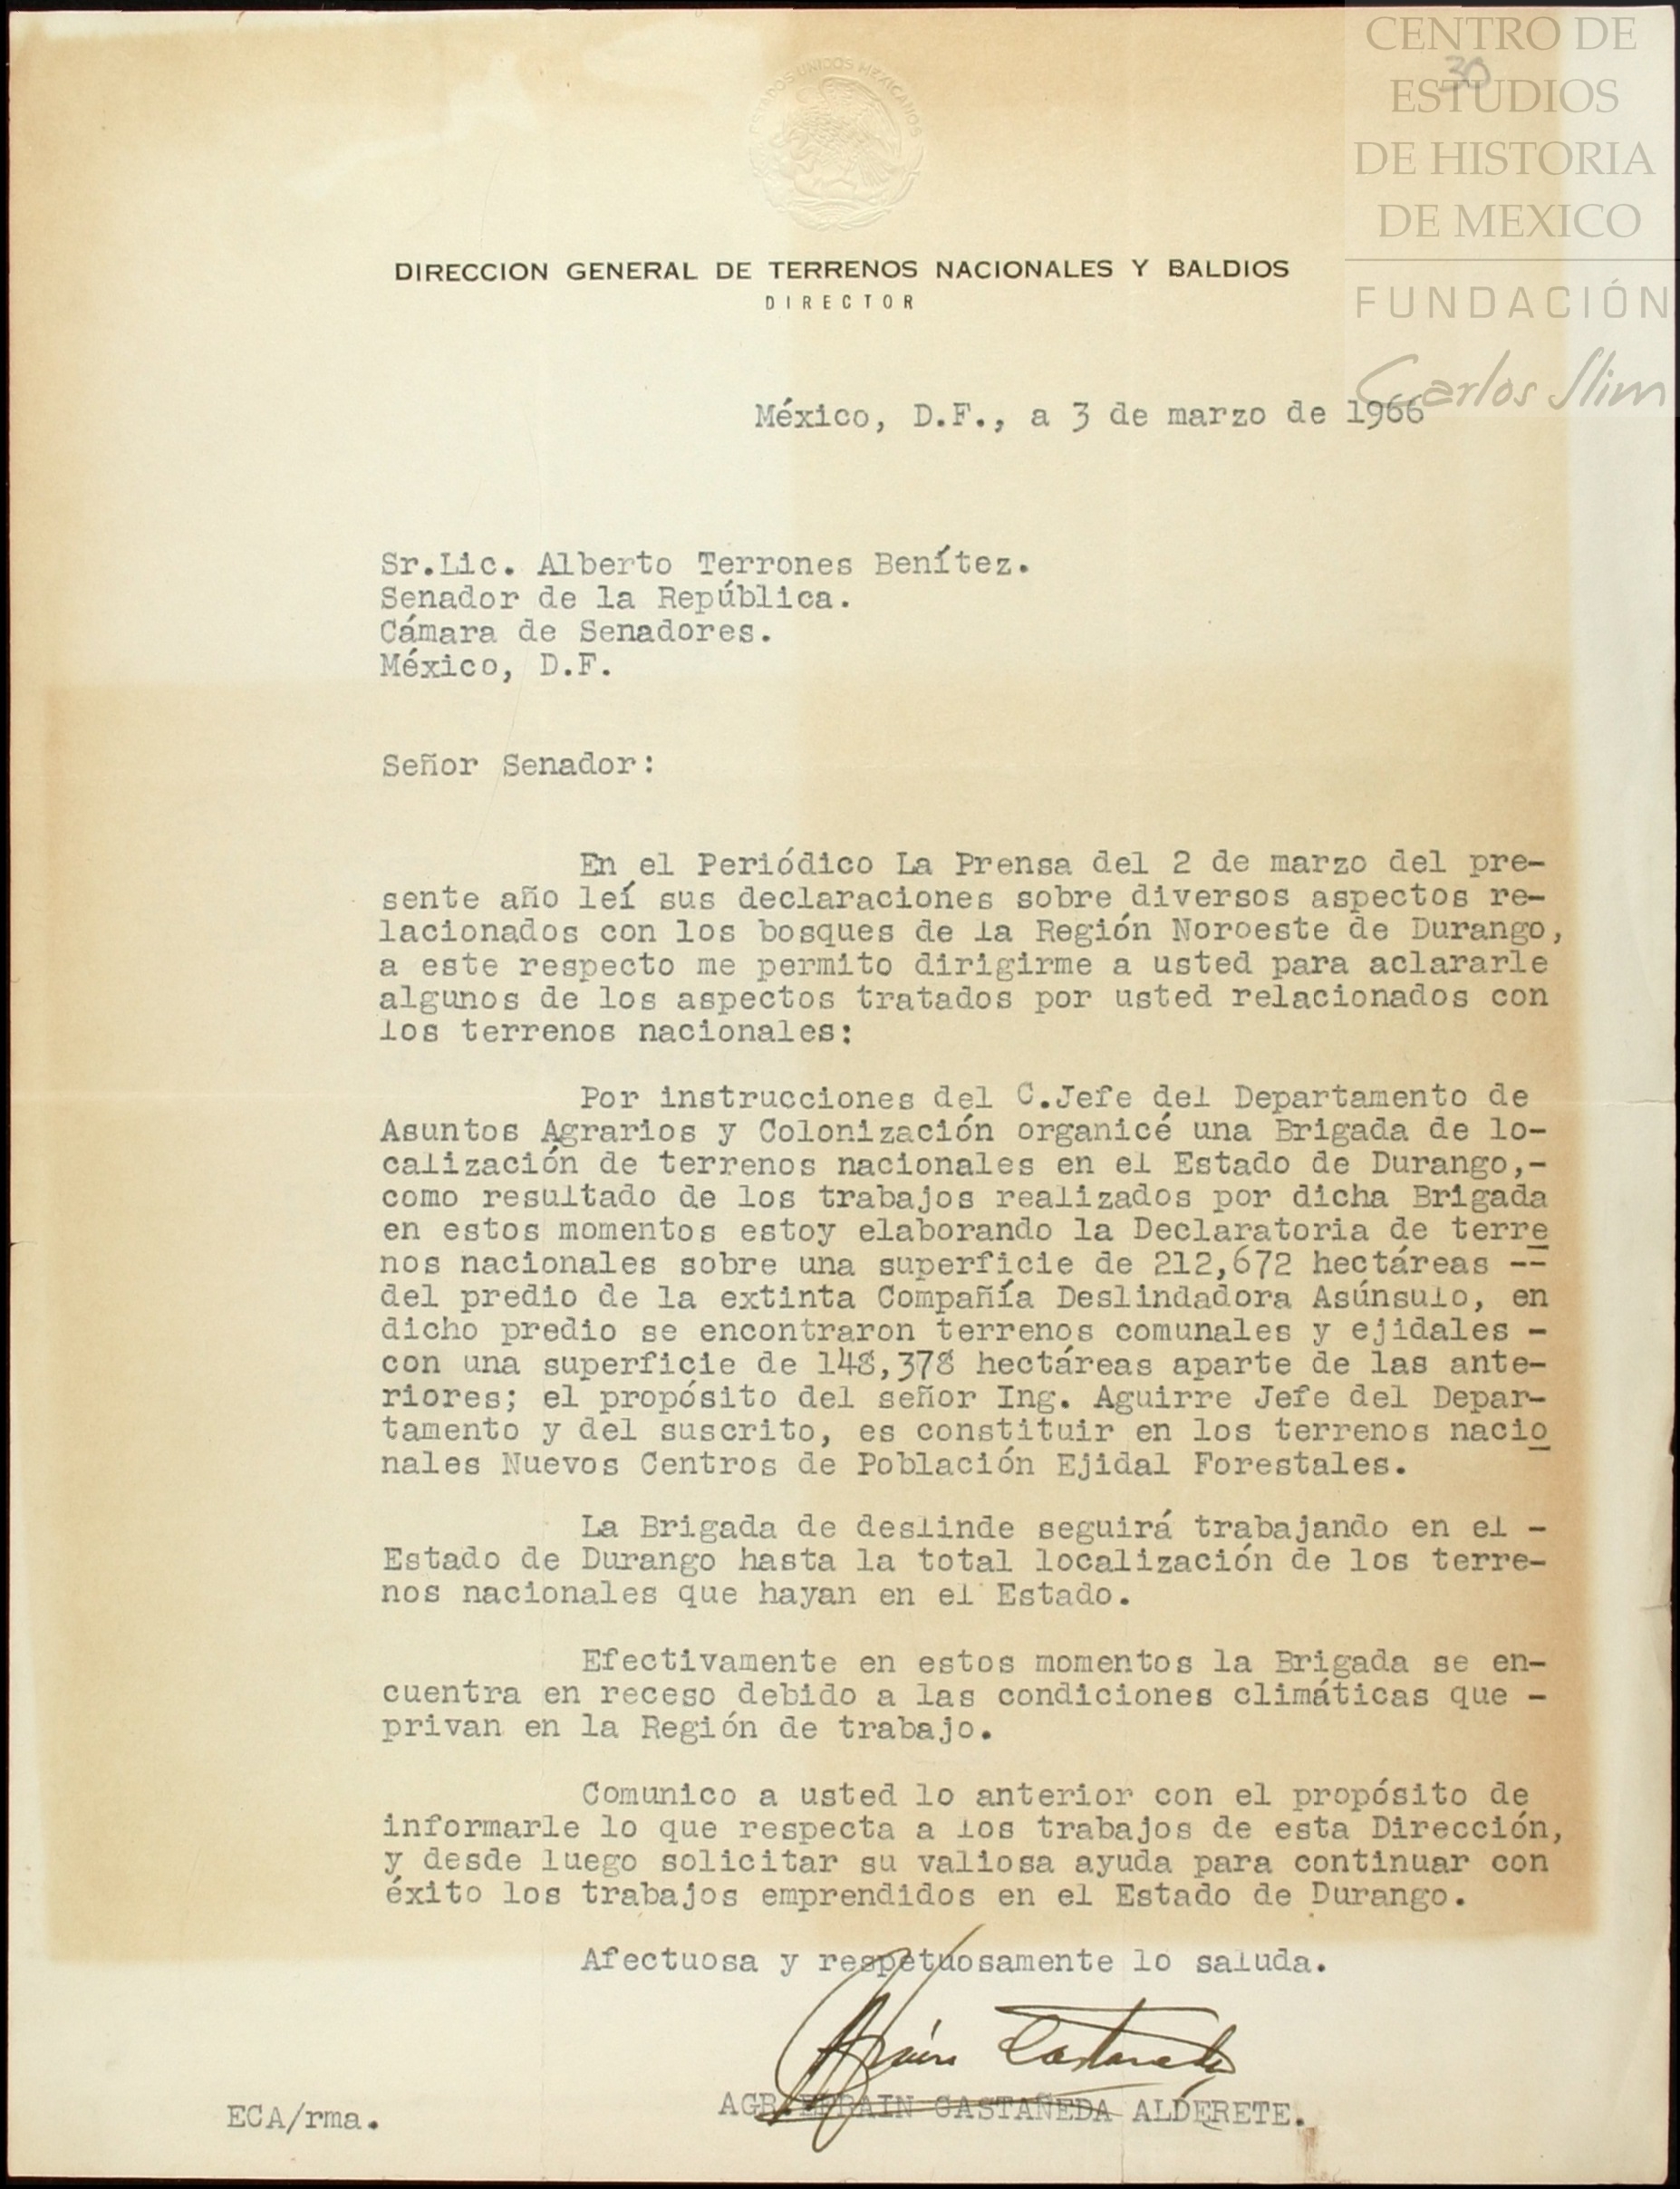 CENTRO DE
ESTUDIOS
DE HISTORIA
DE MEXICO
FUNDACIÓN
Carlos Slim
30
ESTADOS UNIDOS MEXICANOS
DIRECCION GENERAL DE TERRENOS NACIONALES Y BALDIOS
DIRECTOR
México, D.F., a 3 de marzo de 1966
Sr.Lic. Alberto Terrones Benítez.
Senador de la República.
Cámara de Senadores.
México, D.F.
Señor Senador:
En el Periódico La Prensa del 2 de marzo del pre-
sente año leí sus declaraciones sobre diversos aspectos re-
lacionados con los bosques de la Región Noroeste de Durango,
a este respecto me permito dirigirme a usted para aclararle
algunos de los aspectos tratados por usted relacionados con
los terrenos nacionales:
Por instrucciones del C.Jefe del Departamento de
Asuntos Agrarios y Colonización organicé una Brigada de lo-
calización de terrenos nacionales en el Estado de Durango,-
como resultado de los trabajos realizados por dicha Brigada
en estos momentos estoy elaborando la Declaratoria de terre
nos nacionales sobre una superficie de 212,672 hectáreas --
del predio de la extinta Compañía Deslindadora Asúnsulo, en
dicho predio se encontraron terrenos comunales y ejidales -
con una superficie de 148,378 hectáreas aparte de las ante-
riores; el propósito del señor Ing. Aguirre Jefe del Depar-
tamento y del suscrito, es constituir en los terrenos nacio
nales Nuevos Centros de Población Ejidal Forestales.
La Brigada de deslinde seguirá trabajando en el -
Estado de Durango hasta la total localización de los terre-
nos nacionales que hayan en el Estado.
Efectivamente en estos momentos la Brigada se en-
cuentra en receso debido a las condiciones climáticas que -
privan en la Región de trabajo.
Comunico a usted lo anterior con el propósito de
informarle lo que respecta a los trabajos de esta Dirección,
y desde luego solicitar su valiosa ayuda para continuar con
éxito los trabajos emprendidos en el Estado de Durango.
Afectuosa y respetuosamente lo saluda.
AGR.EFRAIN CASTAÑEDA ALDERETE.
ECA/rma.